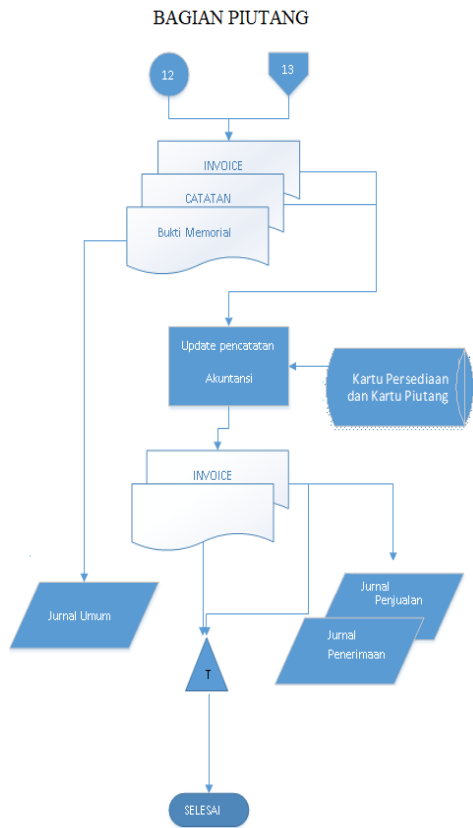 BAGIAN PIUTANG
12
13
INVOICE
CATATAN
Bukti Memorial
Update pencatatan
Akuntansi
Kartu Persediaan
dan Kartu Piutang
INVOICE
Jurnal Umum
Jurnal
Penjualan
Jurnal
Penerimaan
T
SELESAI